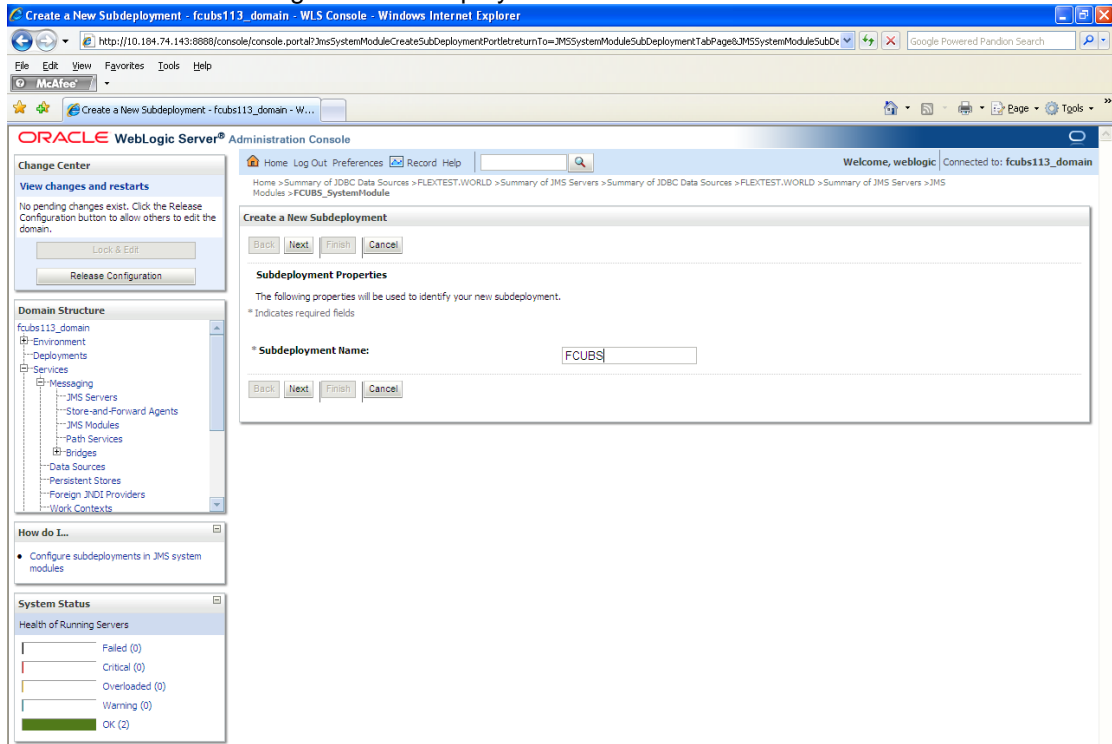 Create a New Subdeployment - fcubs113_domain - WLS Console - Windows Internet Explorer
http://10.184.74.143:8888/console/console.portal?JmsSystemModuleCreateSubDeploymentPortletreturnTo=JMSSystemModuleSubDeploymentTabPage&JMSSystemModuleSubDe
Google Powered Pandion Search
File Edit View Favorites Tools Help
McAfee
Create a New Subdeployment - fcubs113_domain - W...
Page Tools
ORACLE WebLogic Server® Administration Console
Change Center
View changes and restarts
No pending changes exist. Click the Release
Configuration button to allow others to edit the
domain.
Lock & Edit
Release Configuration
Domain Structure
fcubs113_domain
Environment
Deployments
Services
Messaging
JMS Servers
Store-and-Forward Agents
JMS Modules
Path Services
Bridges
Data Sources
Persistent Stores
Foreign JNDI Providers
Work Contexts
How do I...
Configure subdeployments in JMS system
modules
System Status
Health of Running Servers
Failed (0)
Critical (0)
Overloaded (0)
Warning (0)
OK (2)
Home Log Out Preferences Record Help
Welcome, weblogic Connected to: fcubs113_domain
Home >Summary of JDBC Data Sources >FLEXTEST.WORLD >Summary of JMS Servers >Summary of JDBC Data Sources >FLEXTEST.WORLD >Summary of JMS Servers >JMS
Modules >FCUBS_SystemModule
Create a New Subdeployment
Back Next Finish Cancel
Subdeployment Properties
The following properties will be used to identify your new subdeployment.
* Indicates required fields
* Subdeployment Name: FCUBS
Back Next Finish Cancel